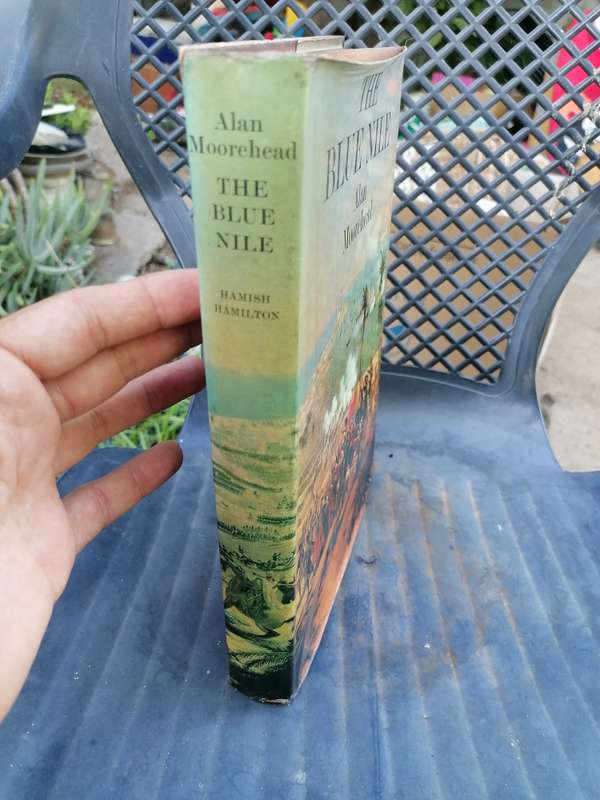 Alan
Moorehead
THE
BLUE
NILE
HAMISH
HAMILTON
THE
BLUE NILE
Alan
Moorehead